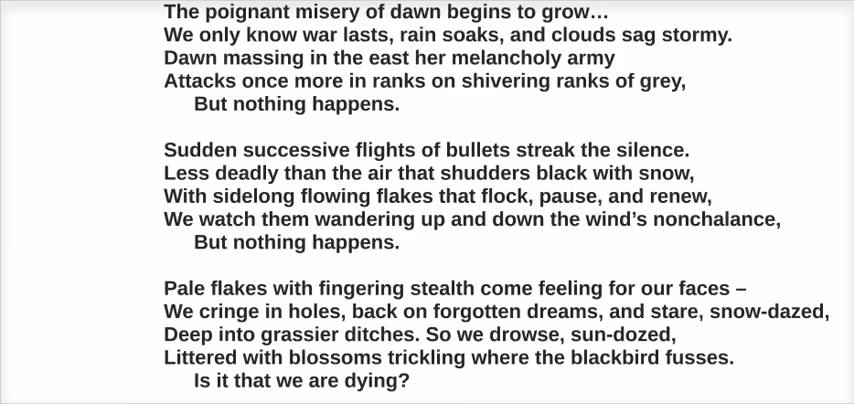 The poignant misery of dawn begins to grow…
We only know war lasts, rain soaks, and clouds sag stormy.
Dawn massing in the east her melancholy army
Attacks once more in ranks on shivering ranks of grey,
But nothing happens.
Sudden successive flights of bullets streak the silence.
Less deadly than the air that shudders black with snow,
With sidelong flowing flakes that flock, pause, and renew,
We watch them wandering up and down the wind’s nonchalance,
But nothing happens.
Pale flakes with fingering stealth come feeling for our faces –
We cringe in holes, back on forgotten dreams, and stare, snow-dazed,
Deep into grassier ditches. So we drowse, sun-dozed,
Littered with blossoms trickling where the blackbird fusses.
Is it that we are dying?